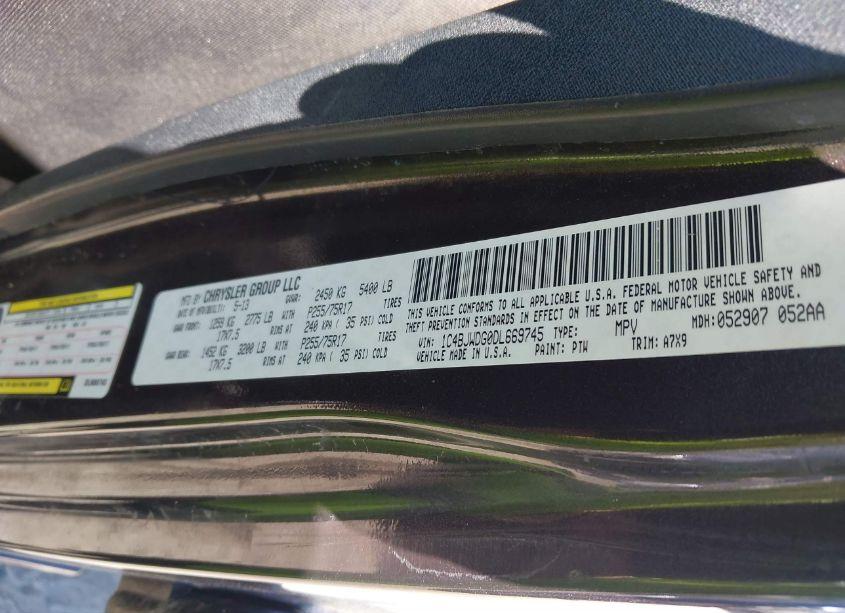 MFD BY CHRYSLER GROUP LLC
DATE OF MFR 5-13 GVWR: 2450 KG 5400 LB
GAWR FRONT: 1259 KG 2775 LB WITH P255/75R17 TIRES
17X7.5 RIMS AT 240 KPA ( 35 PSI) COLD
GAWR REAR: 1452 KG 3200 LB WITH P255/75R17 TIRES
17X7.5 RIMS AT 240 KPA ( 35 PSI) COLD
THIS VEHICLE CONFORMS TO ALL APPLICABLE U.S.A. FEDERAL MOTOR VEHICLE SAFETY AND
THEFT PREVENTION STANDARDS IN EFFECT ON THE DATE OF MANUFACTURE SHOWN ABOVE.
VIN: 1C4BJWDG0DL669745 TYPE: MPV MDH: 052907 052AA
VEHICLE MADE IN U.S.A. PAINT: PTW TRIM: A7X9